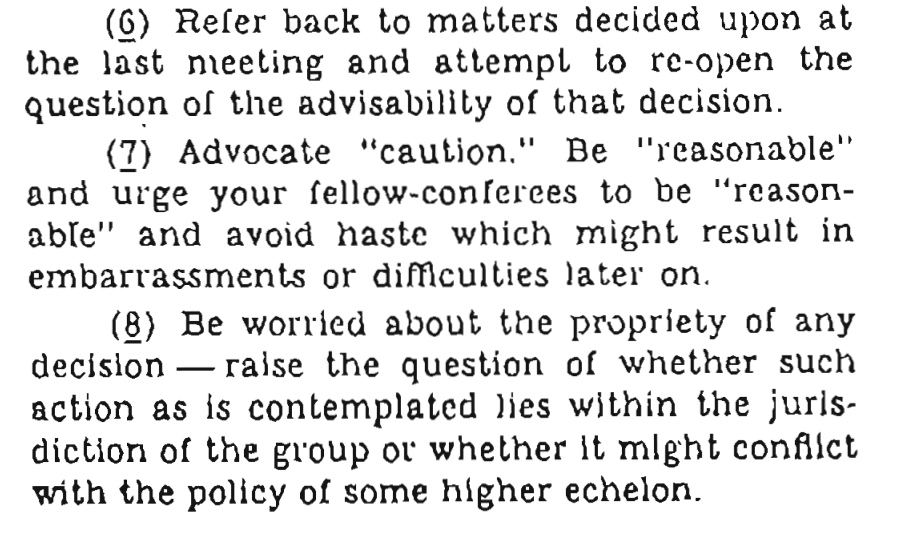 (6) Refer back to matters decided upon at
the last meeting and attempt to re-open the
question of the advisability of that decision.
(7) Advocate "caution." Be "reasonable"
and urge your fellow-conferees to be "reason-
able" and avoid haste which might result in
embarrassments or difficulties later on.
(8) Be worried about the propriety of any
decision — raise the question of whether such
action as is contemplated lies within the juris-
diction of the group or whether it might conflict
with the policy of some higher echelon.